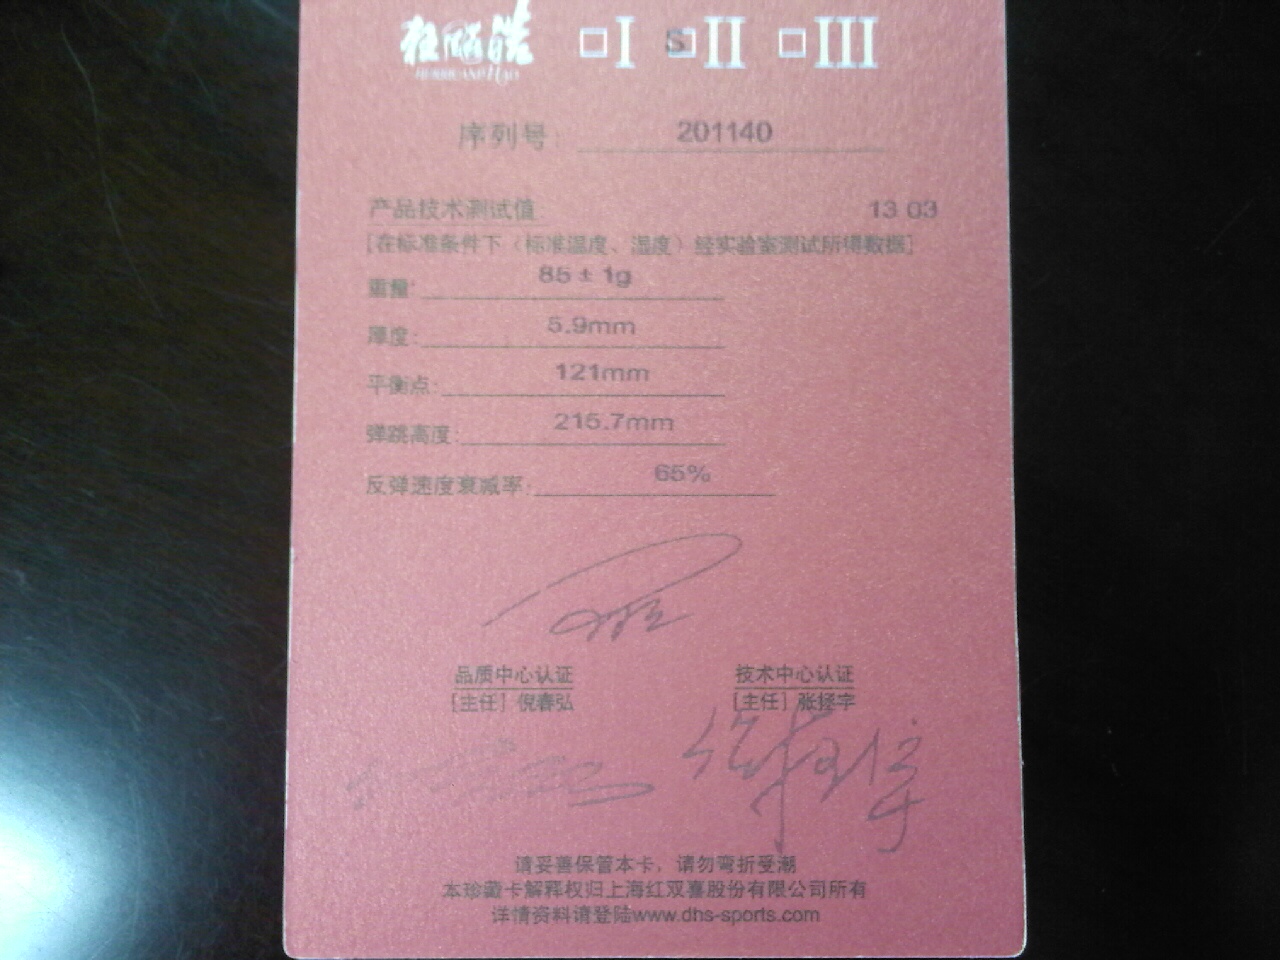 狂飚皓 □I S□II □III
HURRICANE HAO
序列号: 201140
产品技术测试值 13 03
[在标准条件下（标准温度、湿度）经实验室测试所得数据]
重量: 85 ± 1g
厚度: 5.9mm
平衡点: 121mm
弹跳高度: 215.7mm
反弹速度衰减率: 65%
品质中心认证 技术中心认证
[主任] 倪春弘 [主任] 张择宇
请妥善保管本卡，请勿弯折受潮
本珍藏卡解释权归上海红双喜股份有限公司所有
详情资料请登陆www.dhs-sports.com